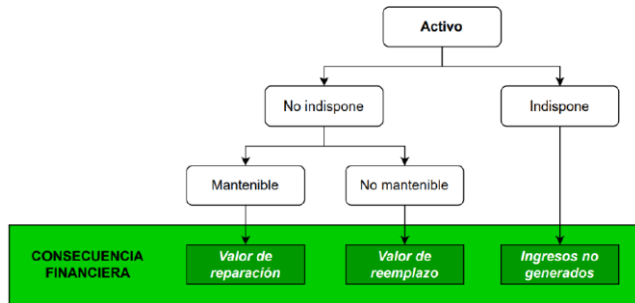 Activo
No indispone
Indispone
Mantenible
No mantenible
CONSECUENCIA
FINANCIERA
Valor de
reparación
Valor de
reemplazo
Ingresos no
generados